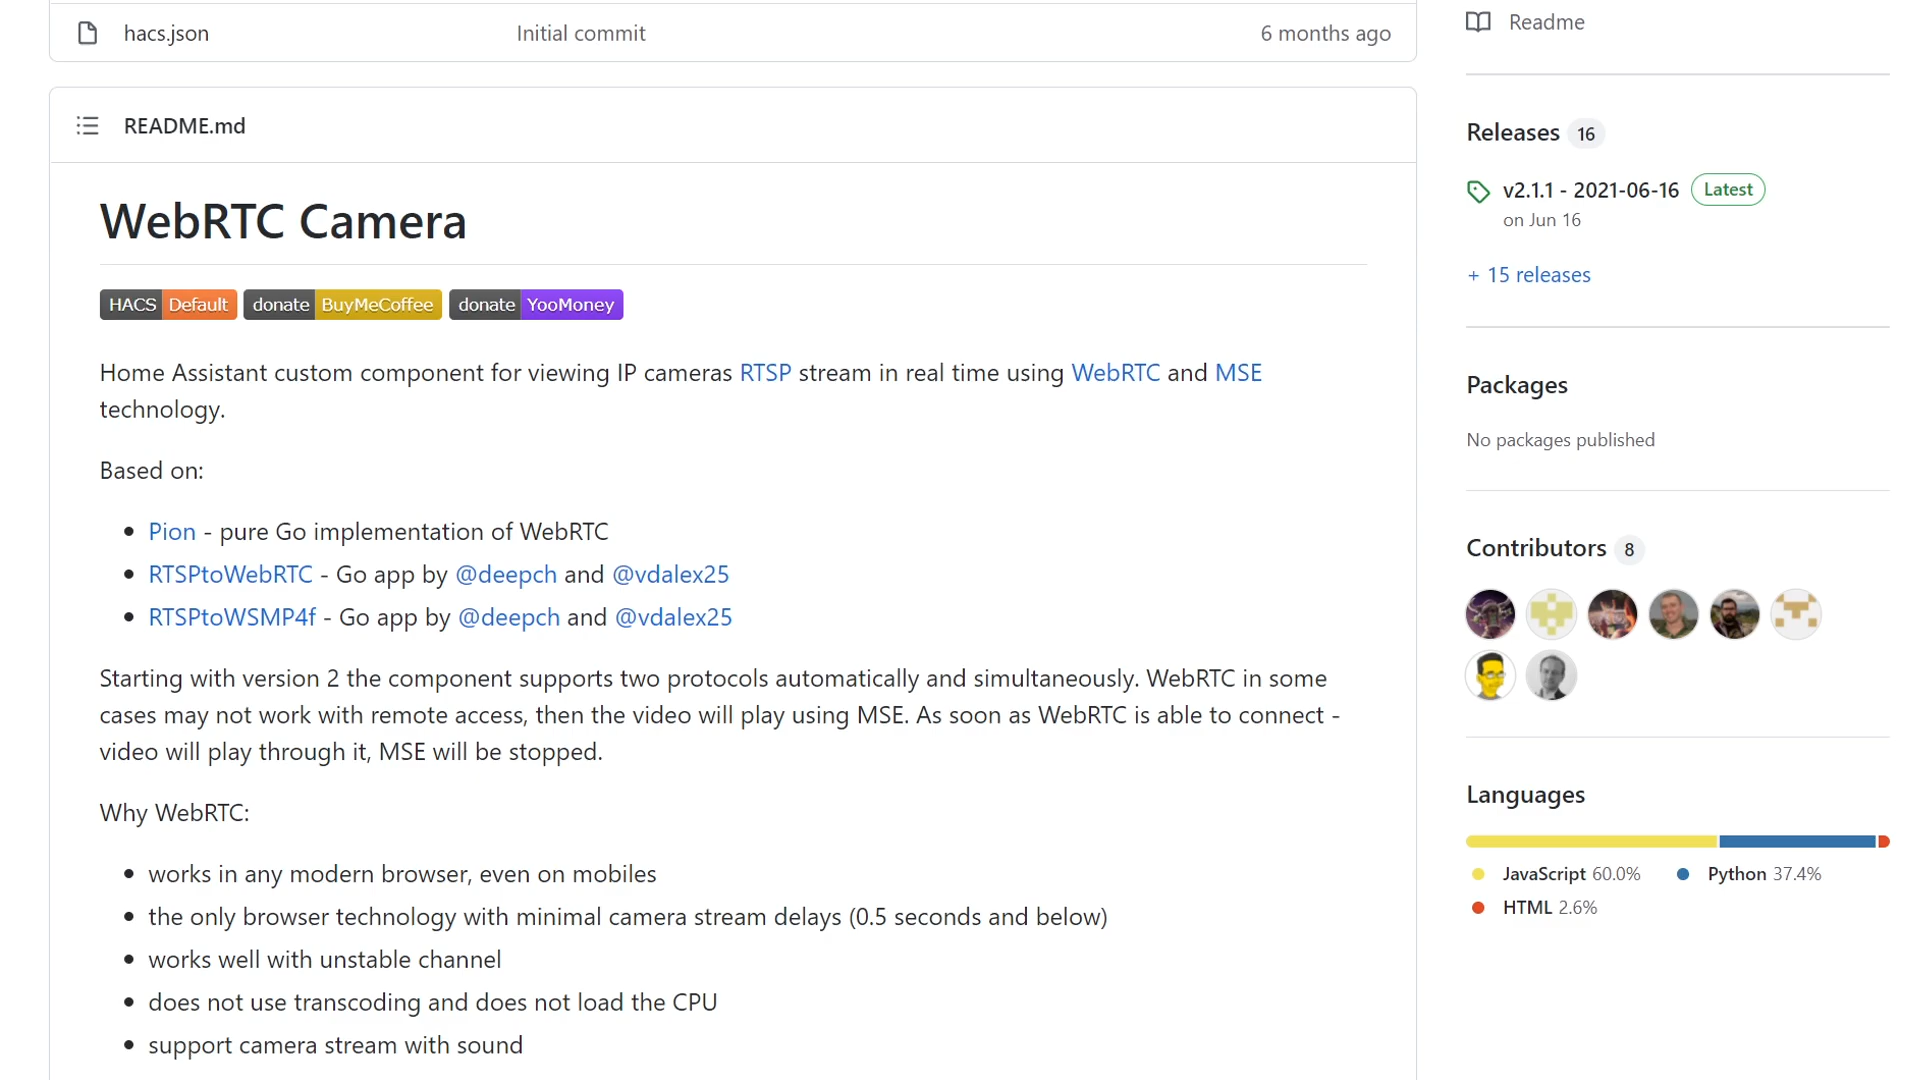 hacs.json Initial commit 6 months ago
README.md
WebRTC Camera
HACS Default donate BuyMeCoffee donate YooMoney
Home Assistant custom component for viewing IP cameras RTSP stream in real time using WebRTC and MSE
technology.
Based on:
Pion - pure Go implementation of WebRTC
RTSPtoWebRTC - Go app by @deepch and @vdalex25
RTSPtoWSMP4f - Go app by @deepch and @vdalex25
Starting with version 2 the component supports two protocols automatically and simultaneously. WebRTC in some
cases may not work with remote access, then the video will play using MSE. As soon as WebRTC is able to connect -
video will play through it, MSE will be stopped.
Why WebRTC:
works in any modern browser, even on mobiles
the only browser technology with minimal camera stream delays (0.5 seconds and below)
works well with unstable channel
does not use transcoding and does not load the CPU
support camera stream with sound
Readme
Releases 16
v2.1.1 - 2021-06-16 Latest
on Jun 16
+ 15 releases
Packages
No packages published
Contributors 8
Languages
JavaScript 60.0% Python 37.4%
HTML 2.6%